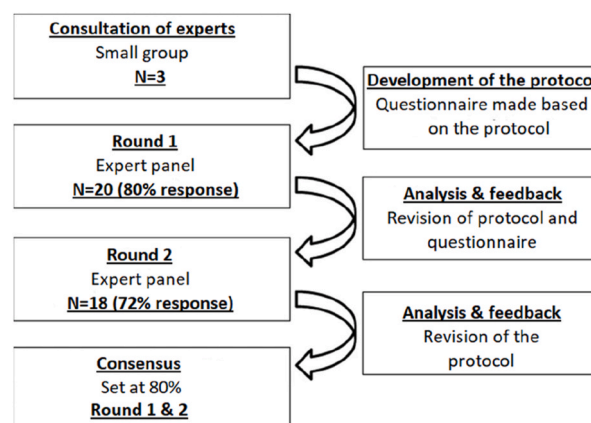 Consultation of experts
Small group
N=3
Development of the protoco
Questionnaire made based
on the protocol
Round 1
Expert panel
N=20 (80% response)
Analysis & feedback
Revision of protocol and
questionnaire
Round 2
Expert panel
N=18 (72% response)
Analysis & feedback
Revision of the
protocol
Consensus
Set at 80%
Round 1 & 2